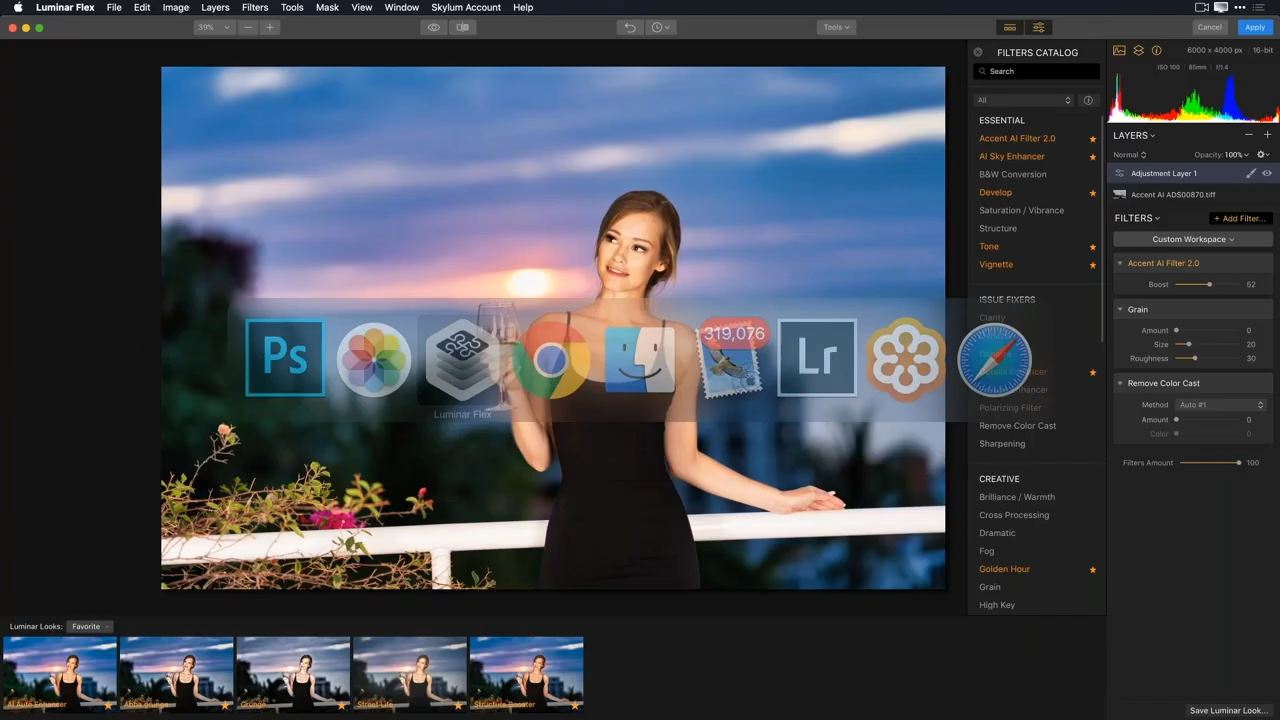 Luminar Flex File Edit Image Layers Filters Tools Mask View Window Skylum Account Help
39% Tools Cancel Apply
FILTERS CATALOG
Search
All
ESSENTIAL
Accent AI Filter 2.0
AI Sky Enhancer
B&W Conversion
Develop
Saturation / Vibrance
Structure
Tone
Vignette
ISSUE FIXERS
Clarity
Polarizing Filter
Remove Color Cast
Sharpening
CREATIVE
Brilliance / Warmth
Cross Processing
Dramatic
Fog
Golden Hour
Grain
High Key
6000 x 4000 px 16-bit
ISO 100 85mm f/1.4
LAYERS
Normal Opacity: 100%
Adjustment Layer 1
Accent AI ADS00870.tiff
FILTERS + Add Filter...
Custom Workspace
Accent AI Filter 2.0
Boost 52
Grain
Amount 0
Size 20
Roughness 30
Remove Color Cast
Method Auto #1
Amount 0
Color 0
Filters Amount 100
Ps
319,076
Lr
Luminar Flex
Luminar Looks: Favorite
AI Auto Enhancer
Abba grunge
Grunge
Street Life
Structure Booster
Save Luminar Look...